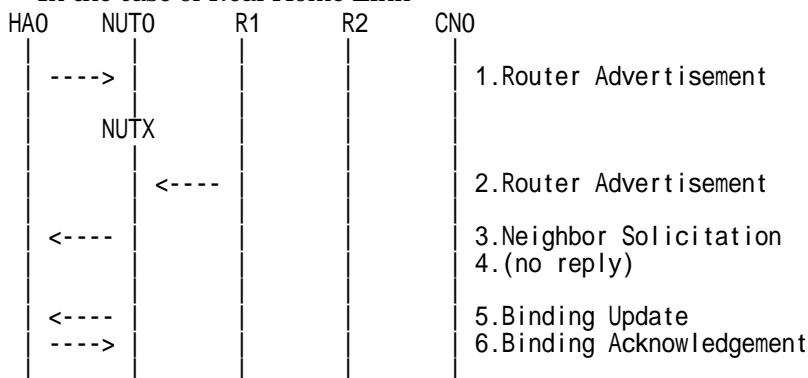 In the case of Real Home Link
HA0 NUT0 R1 R2 CN0
----> 1.Router Advertisement
NUTX
<---- 2.Router Advertisement
<---- 3.Neighbor Solicitation
4.(no reply)
<---- 5.Binding Update
----> 6.Binding Acknowledgement